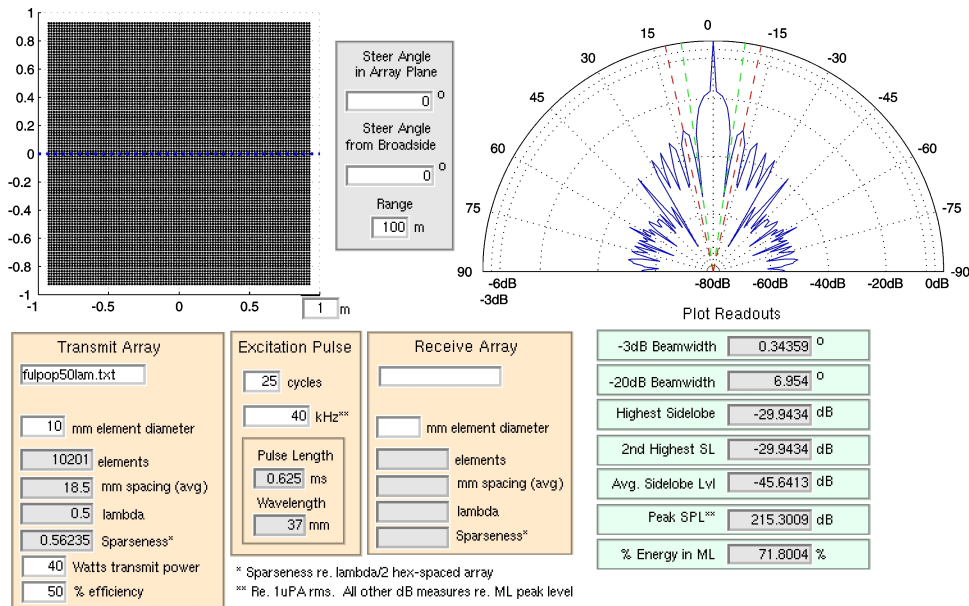 1
0.8
0.6
0.4
0.2
0
-0.2
-0.4
-0.6
-0.8
-1
-1
-0.5
0
0.5
1 m
Steer Angle
in Array Plane
0 o
Steer Angle
from Broadside
0 o
Range
100 m
90
75
60
45
30
15
0
-15
-30
-45
-60
-75
-90
-6dB
-3dB
-80dB
-60dB
-40dB
-20dB
0dB
Transmit Array
fulpop50lam.txt
10 mm element diameter
10201 elements
18.5 mm spacing (avg)
0.5 lambda
0.56235 Sparseness*
40 Watts transmit power
50 % efficiency
Excitation Pulse
25 cycles
40 kHz**
Pulse Length
0.625 ms
Wavelength
37 mm
Receive Array
mm element diameter
elements
mm spacing (avg)
lambda
Sparseness*
* Sparseness re. lambda/2 hex-spaced array
** Re. 1uPA rms. All other dB measures re. ML peak level
Plot Readouts
-3dB Beamwidth 0.34359 o
-20dB Beamwidth 6.954 o
Highest Sidelobe -29.9434 dB
2nd Highest SL -29.9434 dB
Avg. Sidelobe Lvl -45.6413 dB
Peak SPL** 215.3009 dB
% Energy in ML 71.8004 %